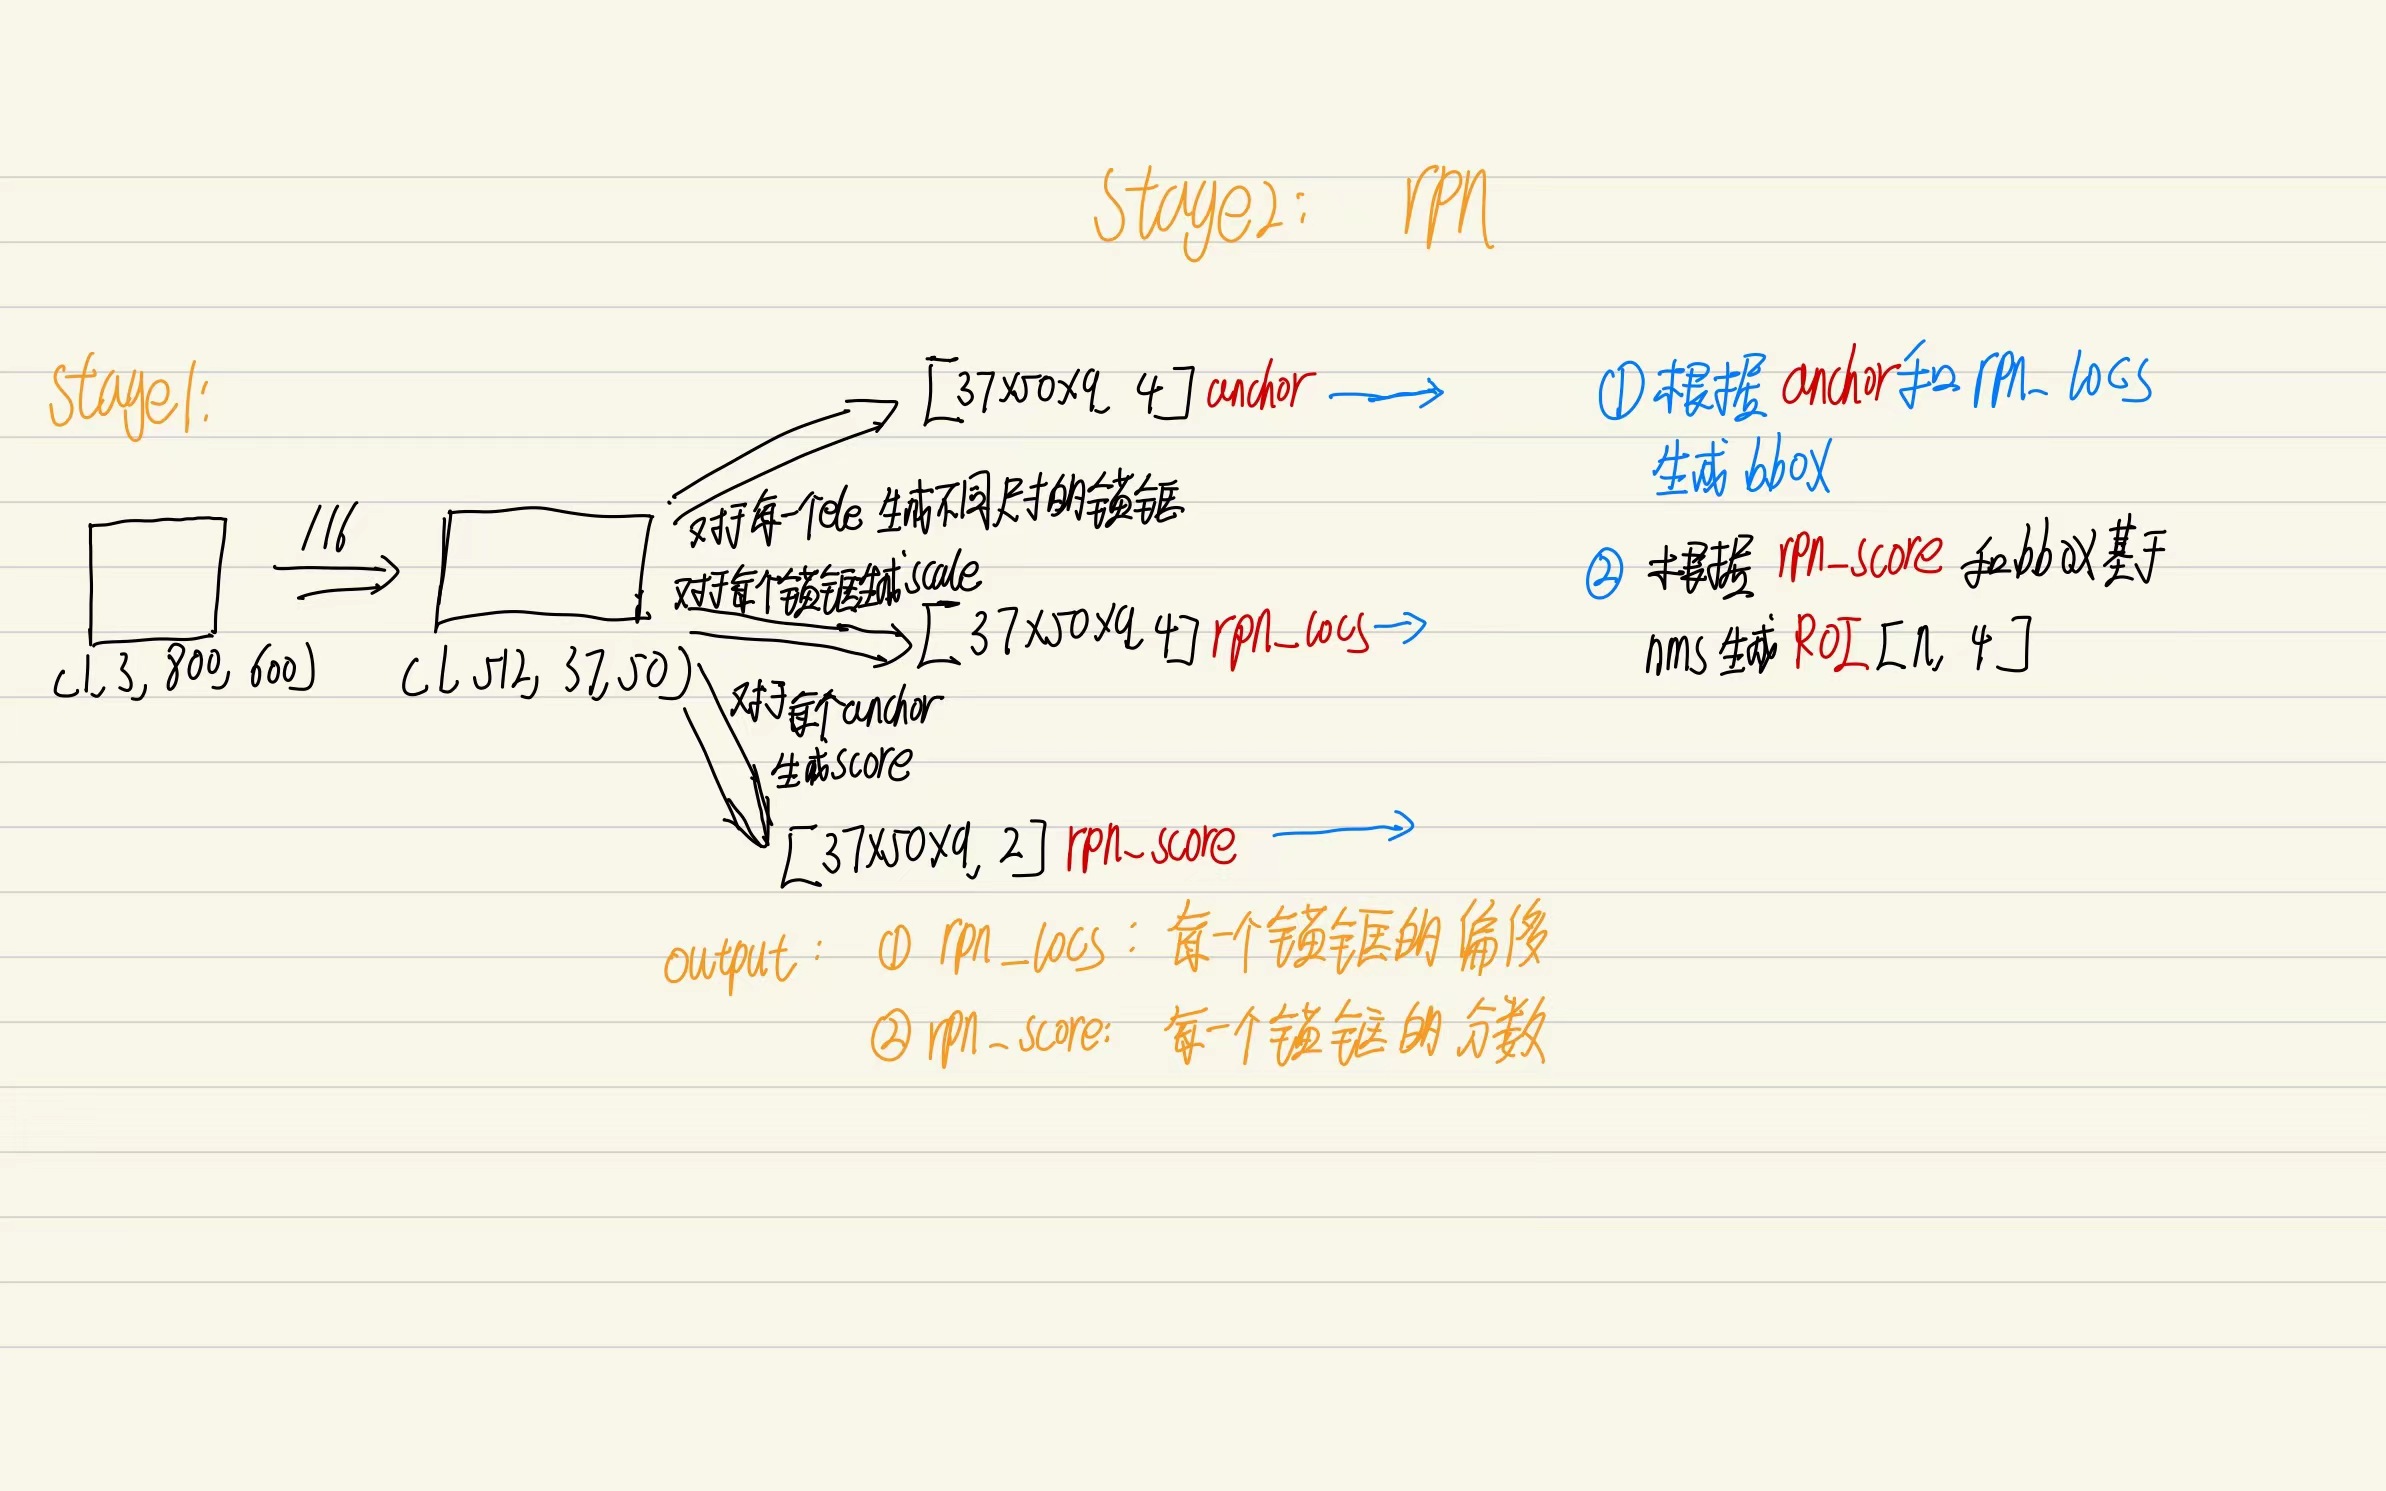 stage2: rpn
stage1:
[37×50×9, 4] anchor
①根据 anchor和 rpn_locs
生成 bbox
1/16
对于每一个ele 生成不同尺寸的锚框
对于每个锚框生成scale
② 根据 rpn_score 和bbox基于
nms 生成 ROI [n, 4]
[37×50×9, 4] rpn_locs
(1, 3, 800, 600)
(1, 512, 37, 50)
对于每个anchor
生成score
[37×50×9, 2] rpn_score
output: ① rpn_locs: 每一个锚框的偏移
② rpn_score: 每一个锚框的分数